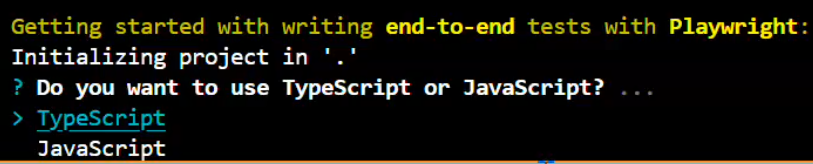 Getting started with writing end-to-end tests with Playwright:
Initializing project in '.'
? Do you want to use TypeScript or JavaScript? ...
> TypeScript
JavaScript